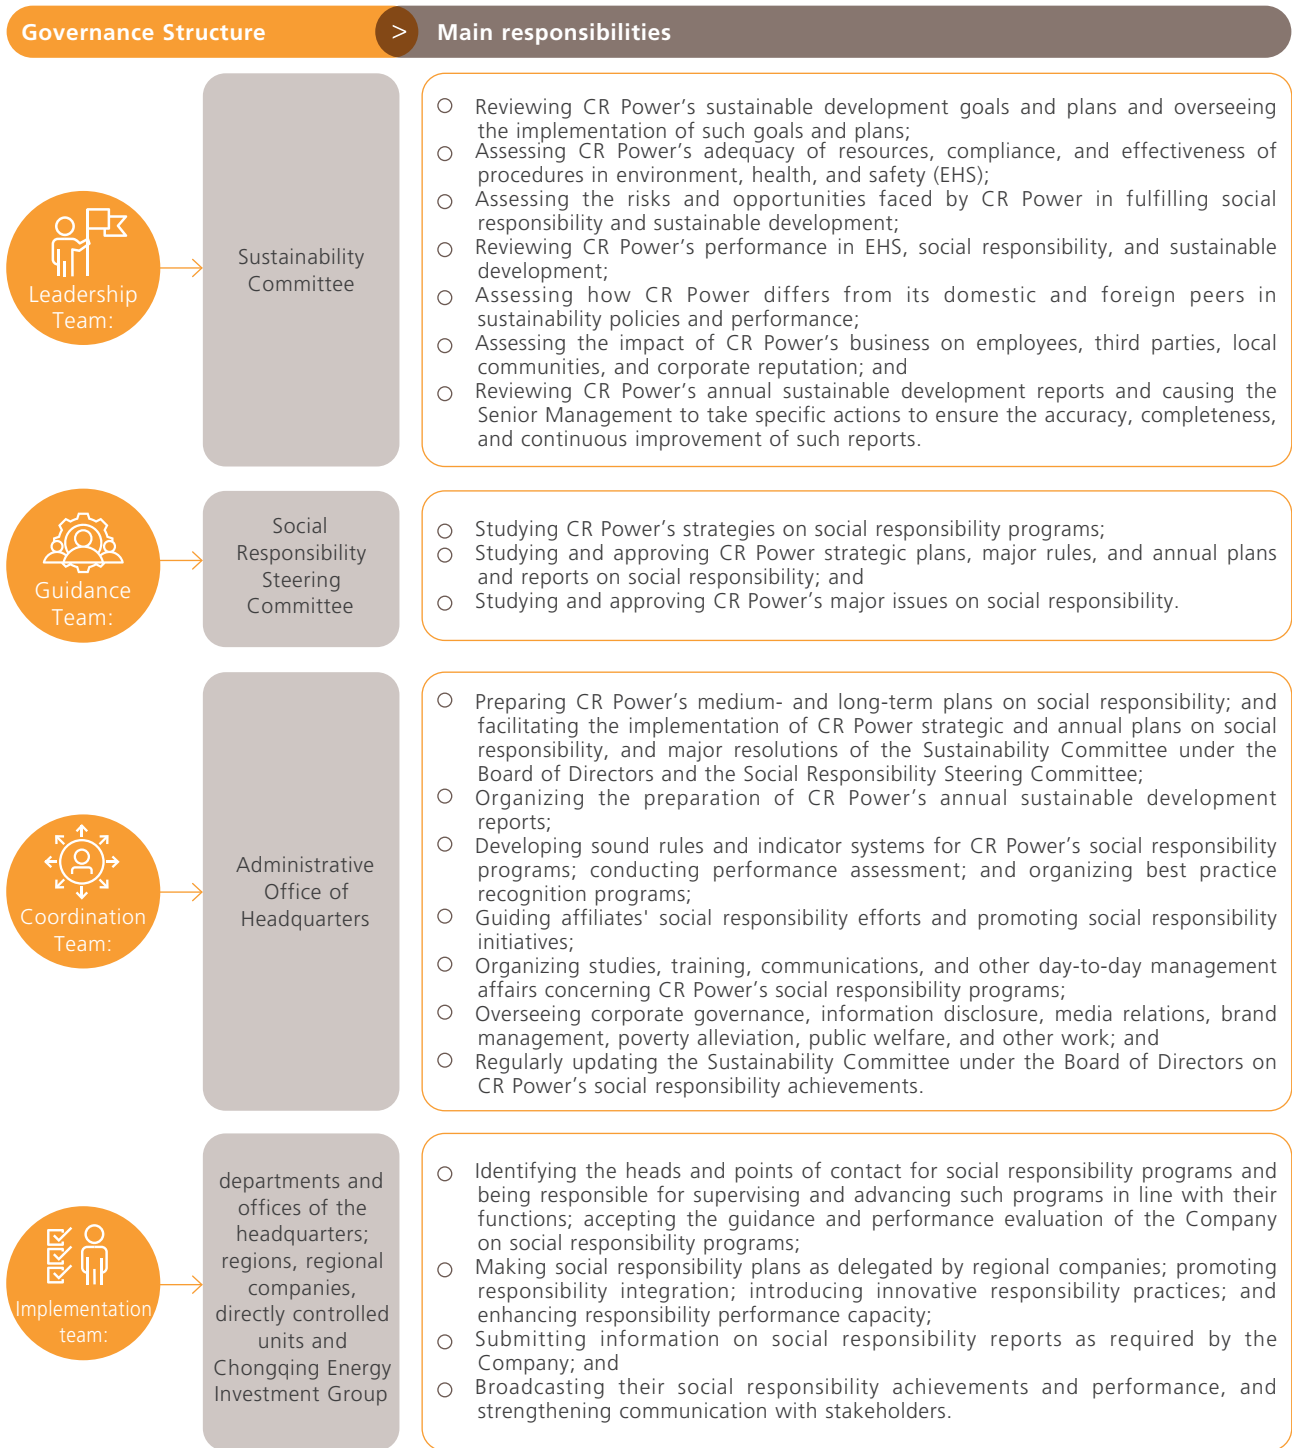 Governance Structure > Main responsibilities
Leadership
Team:
Sustainability
Committee
○ Reviewing CR Power’s sustainable development goals and plans and overseeing
the implementation of such goals and plans;
○ Assessing CR Power’s adequacy of resources, compliance, and effectiveness of
procedures in environment, health, and safety (EHS);
○ Assessing the risks and opportunities faced by CR Power in fulfilling social
responsibility and sustainable development;
○ Reviewing CR Power’s performance in EHS, social responsibility, and sustainable
development;
○ Assessing how CR Power differs from its domestic and foreign peers in
sustainability policies and performance;
○ Assessing the impact of CR Power’s business on employees, third parties, local
communities, and corporate reputation; and
○ Reviewing CR Power’s annual sustainable development reports and causing the
Senior Management to take specific actions to ensure the accuracy, completeness,
and continuous improvement of such reports.
Guidance
Team:
Social
Responsibility
Steering
Committee
○ Studying CR Power’s strategies on social responsibility programs;
○ Studying and approving CR Power strategic plans, major rules, and annual plans
and reports on social responsibility; and
○ Studying and approving CR Power’s major issues on social responsibility.
Coordination
Team:
Administrative
Office of
Headquarters
○ Preparing CR Power’s medium- and long-term plans on social responsibility; and
facilitating the implementation of CR Power strategic and annual plans on social
responsibility, and major resolutions of the Sustainability Committee under the
Board of Directors and the Social Responsibility Steering Committee;
○ Organizing the preparation of CR Power’s annual sustainable development
reports;
○ Developing sound rules and indicator systems for CR Power’s social responsibility
programs; conducting performance assessment; and organizing best practice
recognition programs;
○ Guiding affiliates' social responsibility efforts and promoting social responsibility
initiatives;
○ Organizing studies, training, communications, and other day-to-day management
affairs concerning CR Power’s social responsibility programs;
○ Overseeing corporate governance, information disclosure, media relations, brand
management, poverty alleviation, public welfare, and other work; and
○ Regularly updating the Sustainability Committee under the Board of Directors on
CR Power’s social responsibility achievements.
Implementation
team:
departments and
offices of the
headquarters;
regions, regional
companies,
directly controlled
units and
Chongqing Energy
Investment Group
○ Identifying the heads and points of contact for social responsibility programs and
being responsible for supervising and advancing such programs in line with their
functions; accepting the guidance and performance evaluation of the Company
on social responsibility programs;
○ Making social responsibility plans as delegated by regional companies; promoting
responsibility integration; introducing innovative responsibility practices; and
enhancing responsibility performance capacity;
○ Submitting information on social responsibility reports as required by the
Company; and
○ Broadcasting their social responsibility achievements and performance, and
strengthening communication with stakeholders.